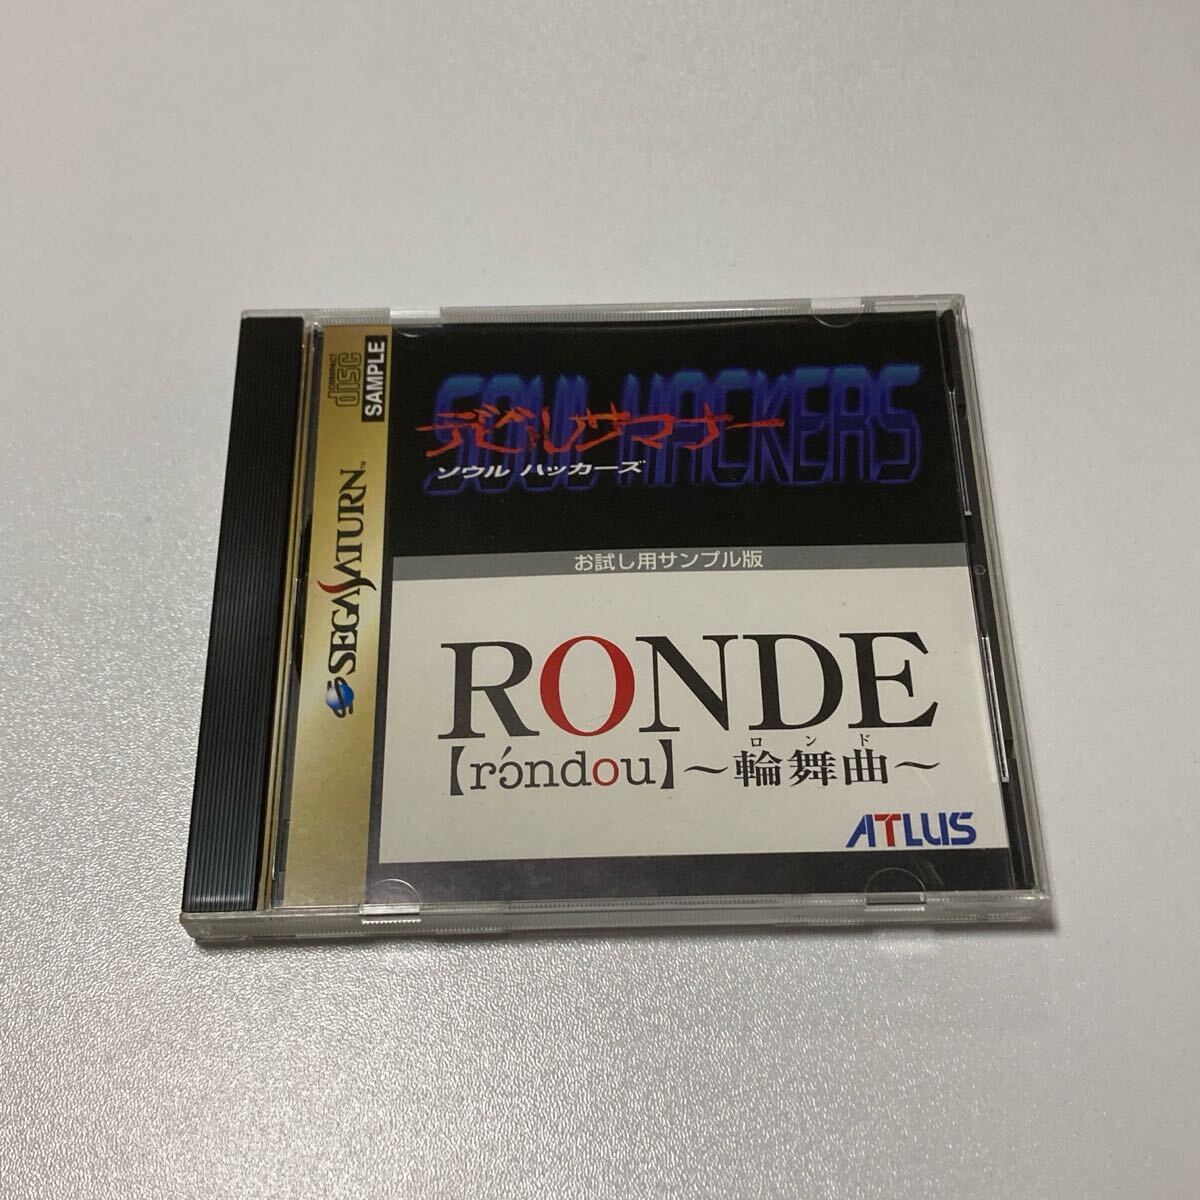 COMPACT
disc
SAMPLE
SEGA SATURN™
SOUL HACKERS
デビルサマナー
ソウル ハッカーズ
お試し用サンプル版
RONDE
【rɔ́ndou】～輪舞曲～
ロンド
ATLUS